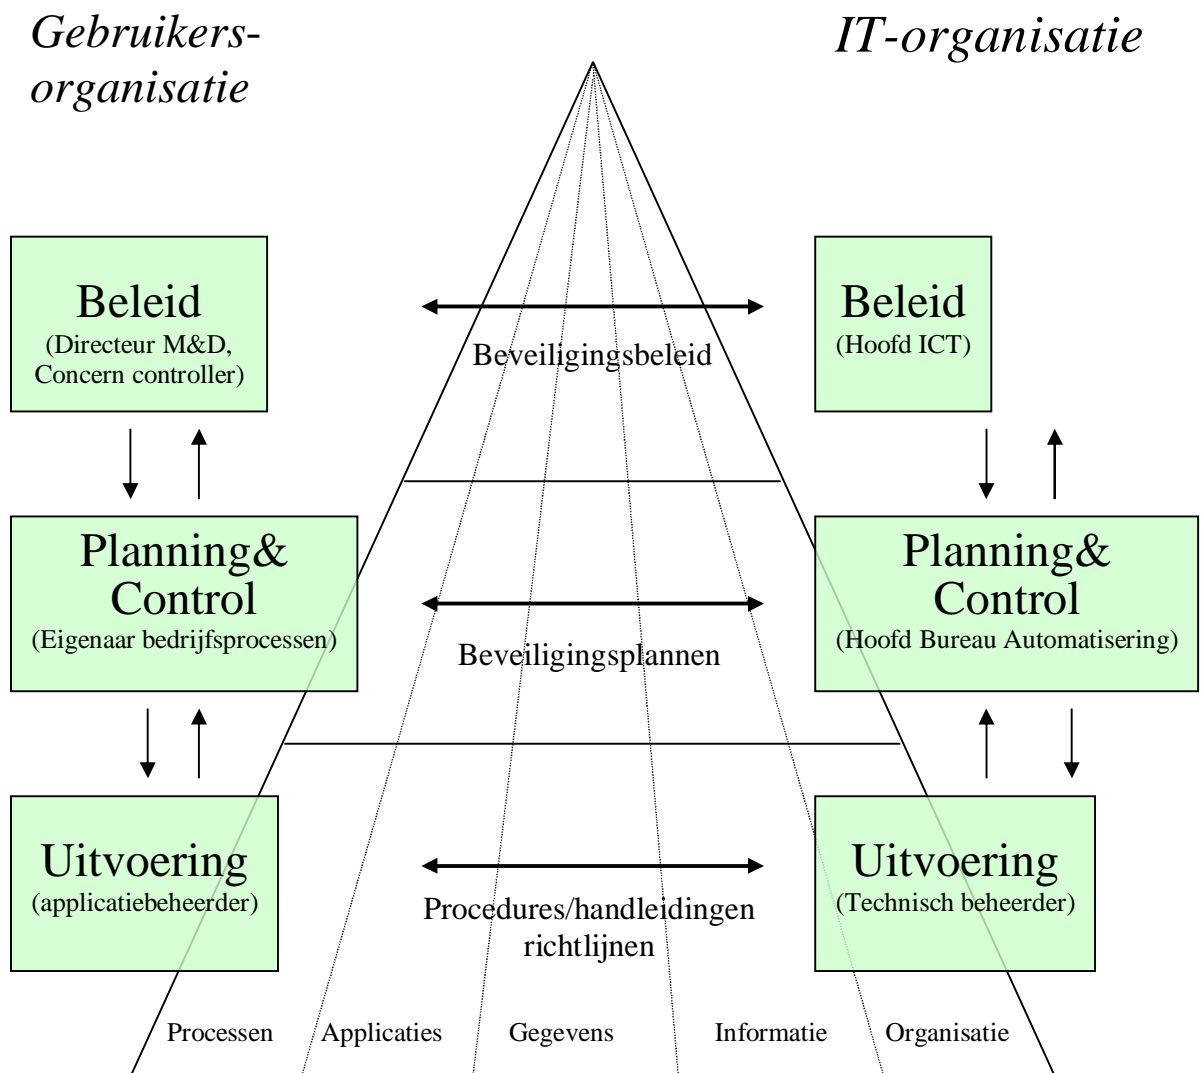 Gebruikers-
organisatie
IT-organisatie
Beleid
(Directeur M&D,
Concern controller)
Beveiligingsbeleid
Beleid
(Hoofd ICT)
Planning&
Control
(Eigenaar bedrijfsprocessen)
Beveiligingsplannen
Planning&
Control
(Hoofd Bureau Automatisering)
Uitvoering
(applicatiebeheerder)
Procedures/handleidingen
richtlijnen
Uitvoering
(Technisch beheerder)
Processen Applicaties Gegevens Informatie Organisatie